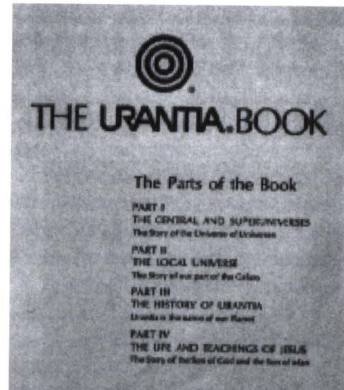 THE URANTIA® BOOK
The Parts of the Book
PART I
THE CENTRAL AND SUPERUNIVERSES
The Story of the Universe of Universes
PART II
THE LOCAL UNIVERSE
The Story of our part of the Galaxy
PART III
THE HISTORY OF URANTIA
Urantia is the name of our Planet
PART IV
THE LIFE AND TEACHINGS OF JESUS
The Story of the Son of God and the Son of Man